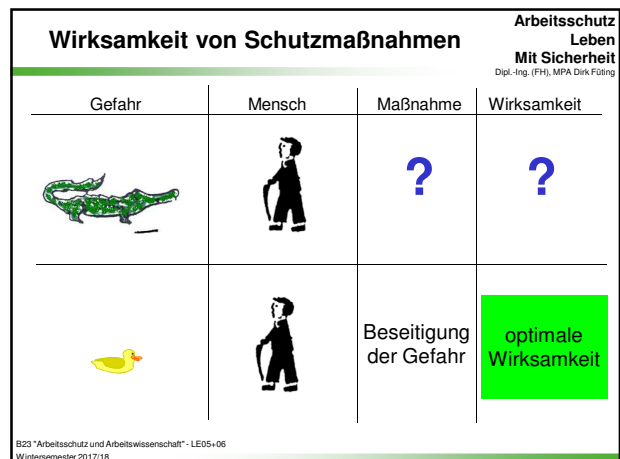 Wirksamkeit von Schutzmaßnahmen
Arbeitsschutz
Leben
Mit Sicherheit
Dipl.-Ing. (FH), MPA Dirk Füting
Gefahr Mensch Maßnahme Wirksamkeit
? ?
Beseitigung
der Gefahr
optimale
Wirksamkeit
B23 "Arbeitsschutz und Arbeitswissenschaft" - LE05+06
Wintersemester 2017/18